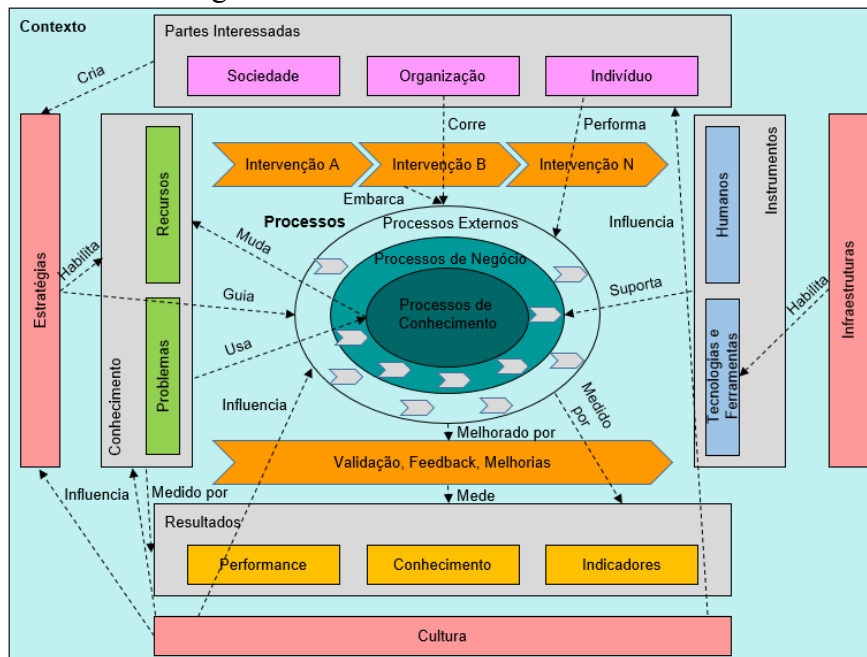 Contexto
Partes Interessadas
Sociedade
Organização
Indivíduo
Cria
Corre
Performa
Intervenção A
Intervenção B
Intervenção N
Embarca
Influencia
Estratégias
Habilita
Conhecimento
Recursos
Problemas
Muda
Guia
Usa
Influencia
Processos
Processos Externos
Processos de Negócio
Processos de
Conhecimento
Suporta
Humanos
Tecnologias e
Ferramentas
Instrumentos
Habilita
Infraestruturas
Medido
por
Melhorado por
Validação, Feedback, Melhorias
Influencia
Medido por
Mede
Resultados
Performance
Conhecimento
Indicadores
Cultura